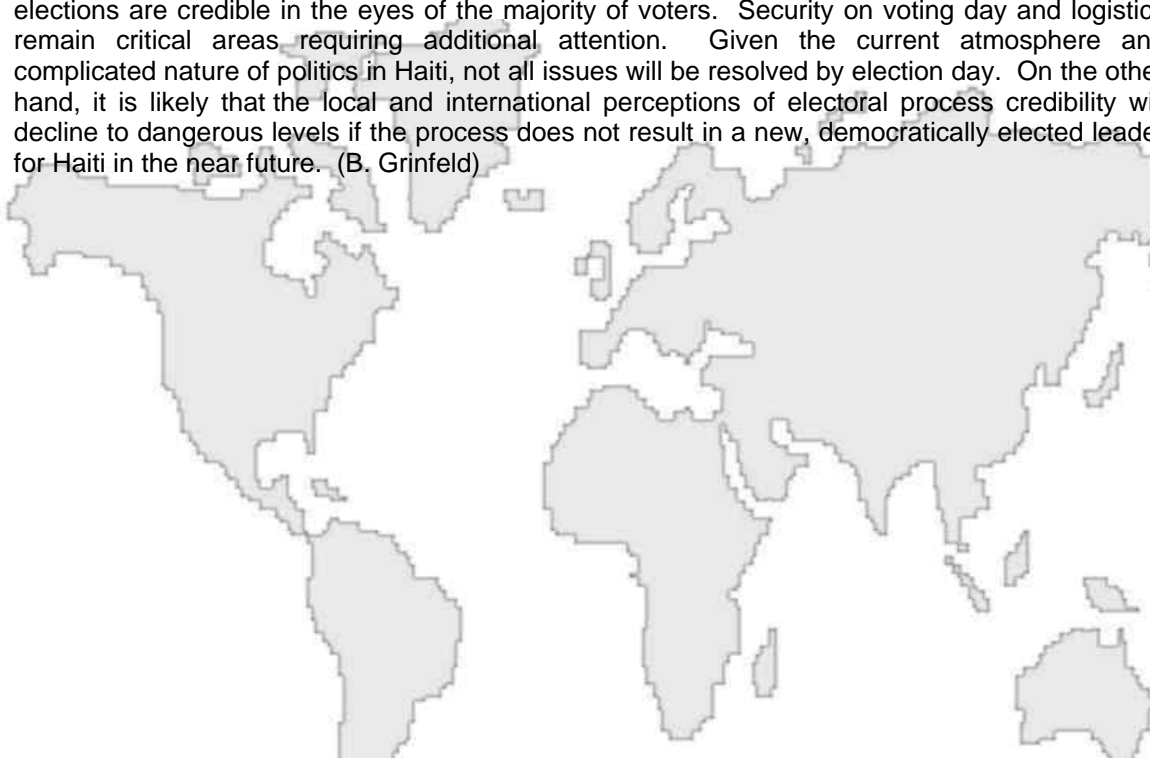 elections are credible in the eyes of the majority of voters. Security on voting day and logistic
remain critical areas requiring additional attention. Given the current atmosphere an
complicated nature of politics in Haiti, not all issues will be resolved by election day. On the othe
hand, it is likely that the local and international perceptions of electoral process credibility wi
decline to dangerous levels if the process does not result in a new, democratically elected leade
for Haiti in the near future. (B. Grinfeld)